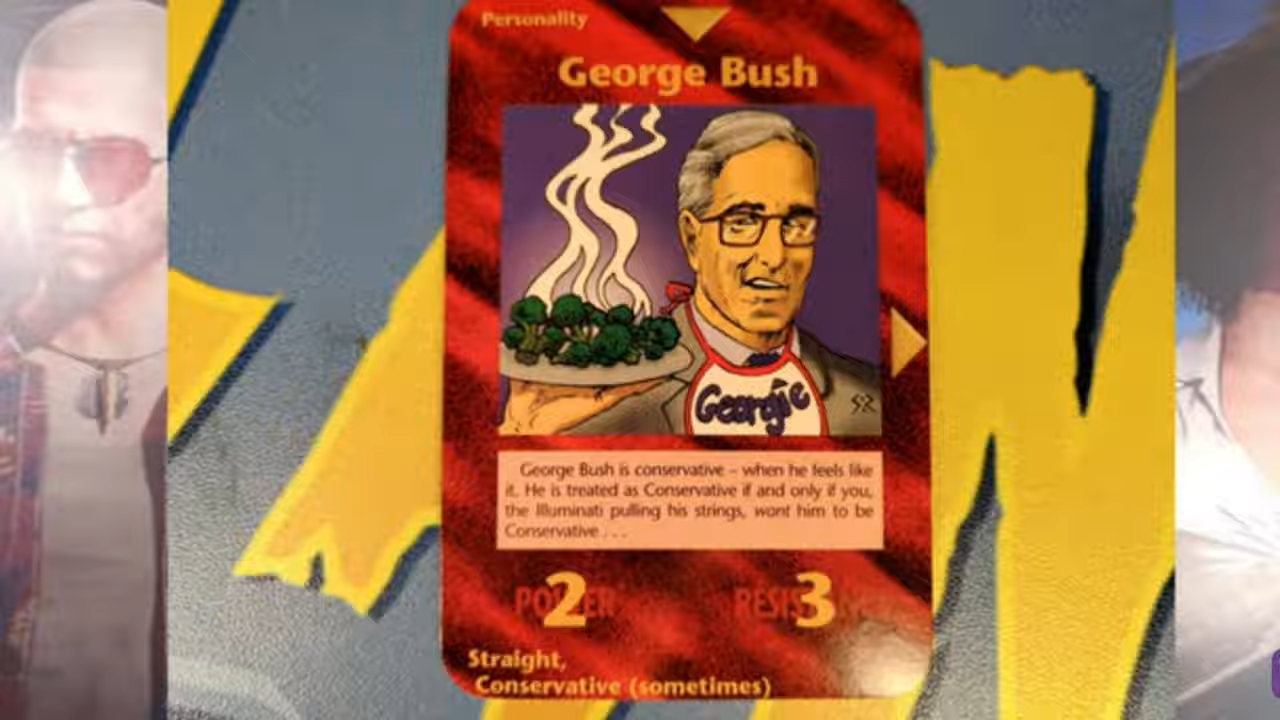 Personality
George Bush
Georgie
George Bush is conservative – when he feels like
it. He is treated as Conservative if and only if you,
the Illuminati pulling his strings, want him to be
Conservative . . .
POWER 2
RESISTANCE 3
Straight,
Conservative (sometimes)